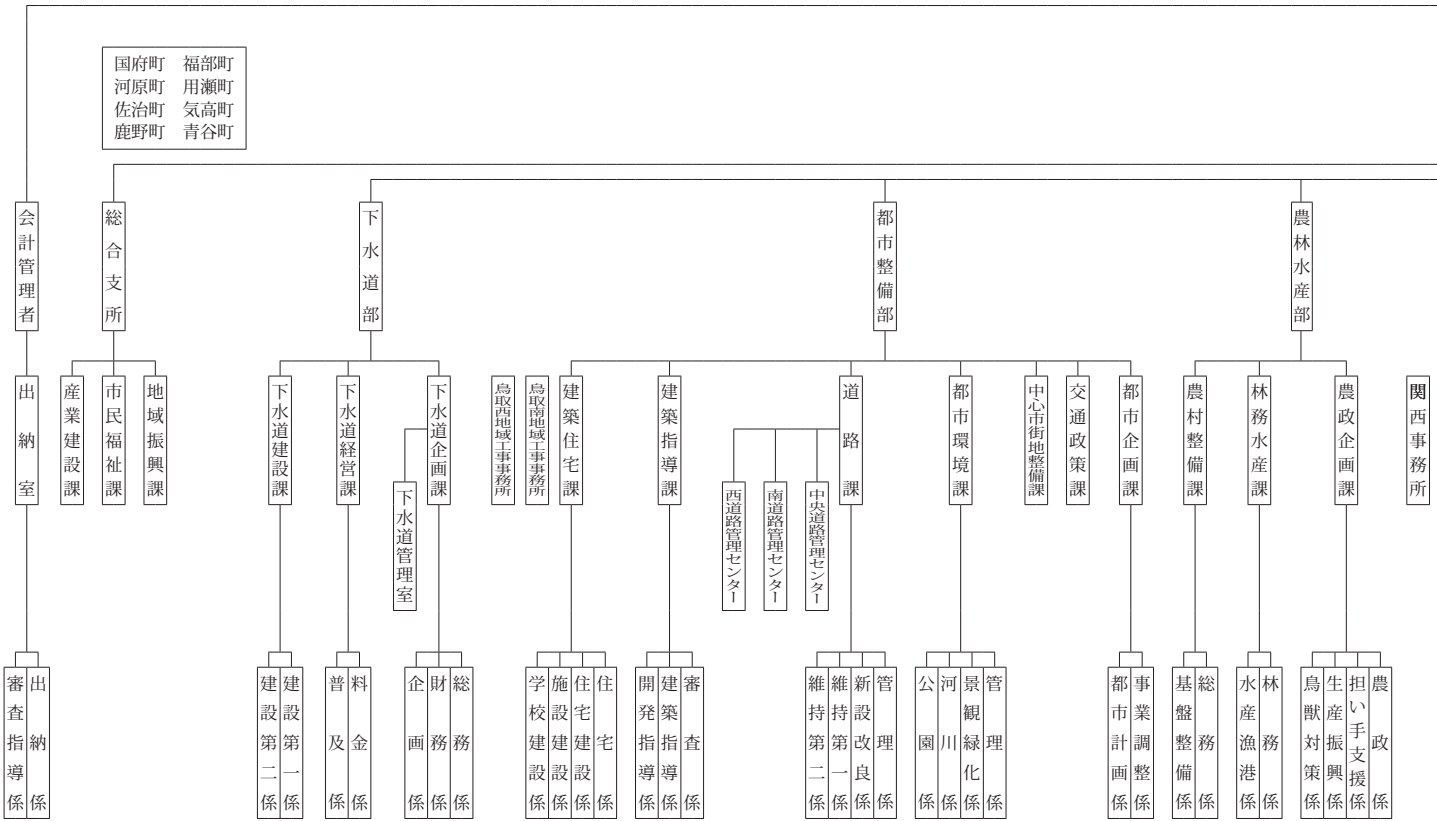 国府町 福部町
河原町 用瀬町
佐治町 気高町
鹿野町 青谷町
会計管理者
総合支所
下水道部
都市整備部
農林水産部
出納室
産業建設課
市民福祉課
地域振興課
下水道建設課
下水道経営課
下水道企画課
下水道管理室
鳥取西地域工事事務所
鳥取南地域工事事務所
建築住宅課
建築指導課
道路課
西道路管理センター
南道路管理センター
中央道路管理センター
都市環境課
中心市街地整備課
交通政策課
都市企画課
農村整備課
林務水産課
農政企画課
関西事務所
審査指導係
出納係
建設第二係
建設第一係
普及係
料金係
企画係
財務係
総務係
学校建設係
施設建設係
住宅建設係
住宅係
開発指導係
建築指導係
審査係
維持第二係
維持第一係
新設改良係
管理係
公園係
河川係
景観緑化係
管理係
都市計画係
事業調整係
基盤整備係
総務係
水産漁港係
林務係
鳥獣対策係
生産振興係
担い手支援係
農政係